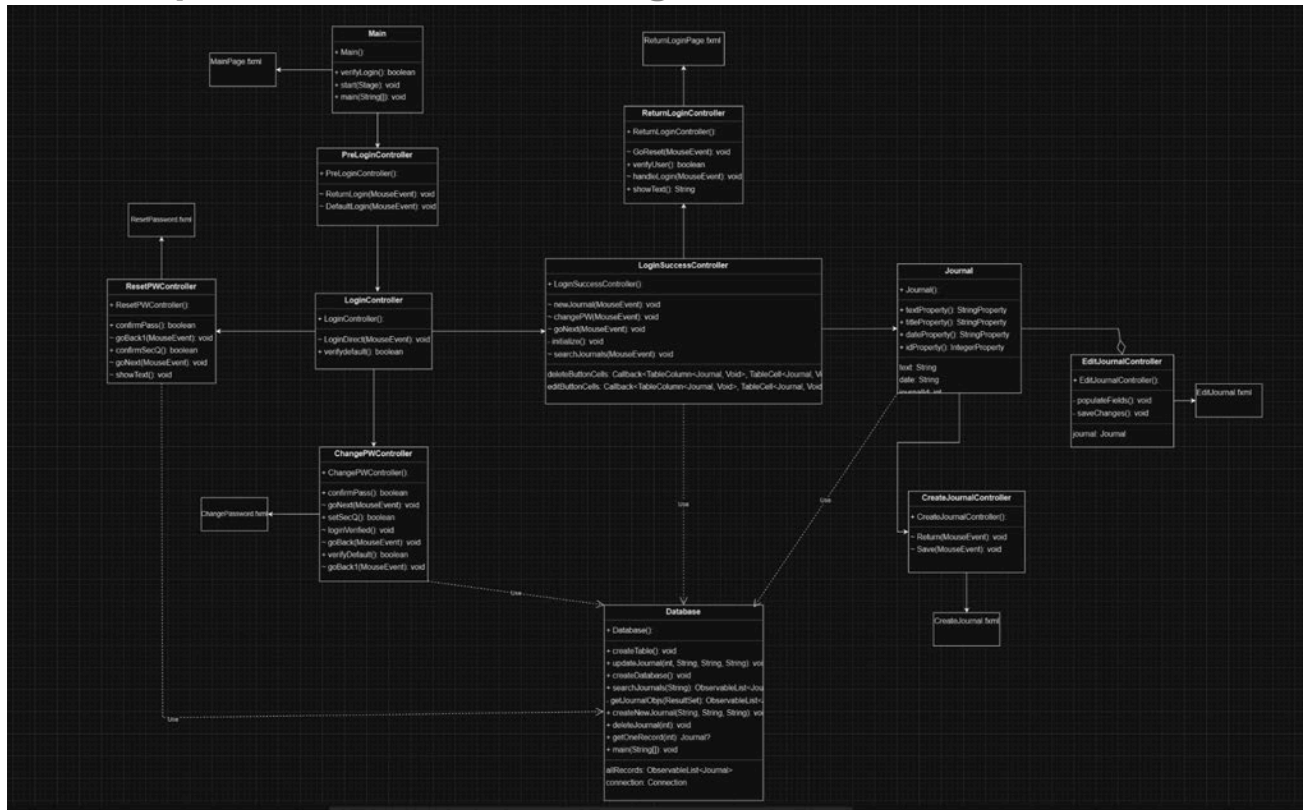 Main
+ Main():
+ verifyLogin(): boolean
+ start(Stage): void
+ main(String[]): void
MainPage.fxml
ReturnLoginPage.fxml
ReturnLoginController
+ ReturnLoginController():
~ GoReset(MouseEvent): void
+ verifyUser(): boolean
~ handleLogin(MouseEvent): void
+ showText(): String
PreLoginController
+ PreLoginController():
~ ReturnLogin(MouseEvent): void
~ DefaultLogin(MouseEvent): void
ResetPassword.fxml
ResetPWController
+ ResetPWController():
+ confirmPass(): boolean
~ goBack1(MouseEvent): void
+ confirmSecQ(): boolean
~ goNext(MouseEvent): void
~ showText(): void
LoginController
+ LoginController():
~ LoginDirect(MouseEvent): void
+ verifydefault(): boolean
LoginSuccessController
+ LoginSuccessController()
~ newJournal(MouseEvent): void
~ changePW(MouseEvent): void
~ goNext(MouseEvent): void
- initialize(): void
~ searchJournals(MouseEvent): void
deleteButtonCells: Callback<TableColumn<Journal, Void>, TableCell<Journal, V
editButtonCells: Callback<TableColumn<Journal, Void>, TableCell<Journal, Void
Journal
+ Journal():
+ textProperty(): StringProperty
+ titleProperty(): StringProperty
+ dateProperty(): StringProperty
+ idProperty(): IntegerProperty
text: String
date: String
journalId: int
EditJournalController
+ EditJournalController():
- populateFields(): void
- saveChanges(): void
journal: Journal
EditJournal.fxml
ChangePWController
+ ChangePWController():
+ confirmPass(): boolean
~ goNext(MouseEvent): void
+ setSecQ(): boolean
~ loginVerified(): void
~ goBack(MouseEvent): void
+ verifyDefault(): boolean
~ goBack1(MouseEvent): void
ChangePassword.fxml
CreateJournalController
+ CreateJournalController():
~ Return(MouseEvent): void
~ Save(MouseEvent): void
CreateJournal.fxml
Use
Use
Use
Use
Database
+ Database():
+ createTable(): void
+ updateJournal(int, String, String, String): voi
+ createDatabase(): void
+ searchJournals(String): ObservableList<Jou
- getJournalObjs(ResultSet): ObservableList<J
+ createNewJournal(String, String, String): voi
+ deleteJournal(int): void
+ getOneRecord(int): Journal?
+ main(String[]): void
allRecords: ObservableList<Journal>
connection: Connection